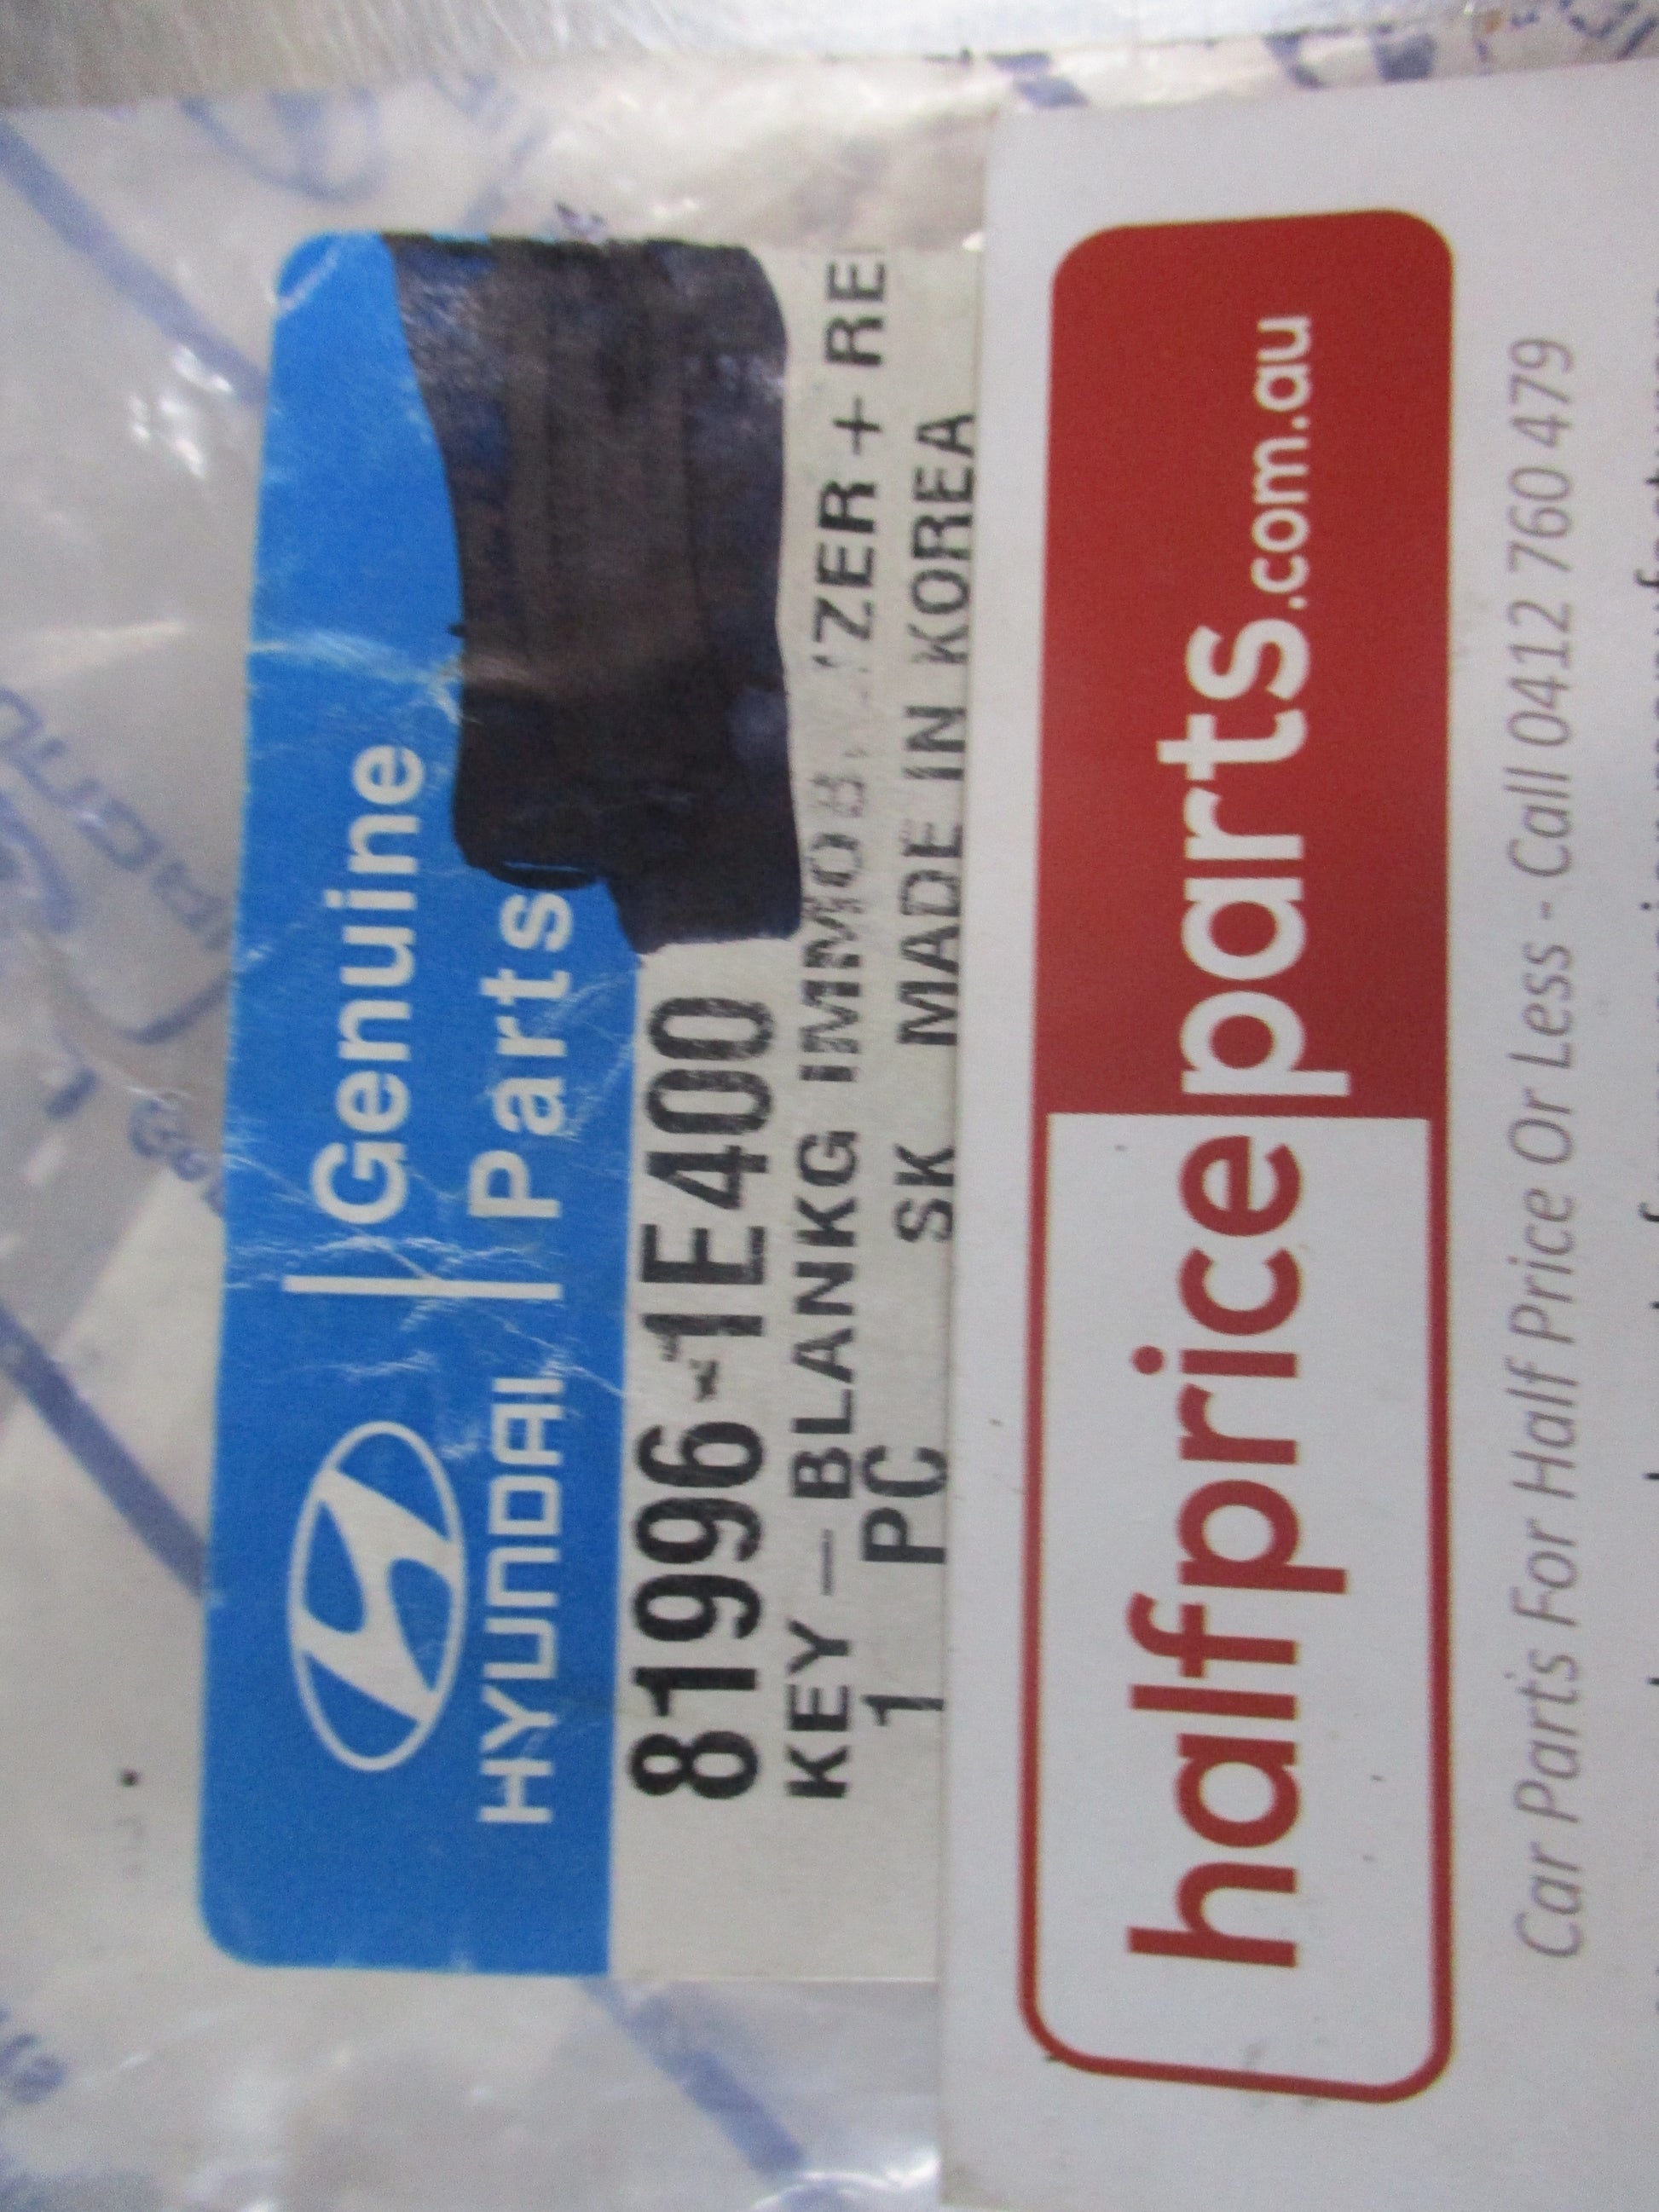 HYUNDAI
Genuine
Parts
81996-1E400
KEY - BLANKG IMMOB ZER + RE
1 PC SK MADE IN KOREA
halfpriceparts.com.au
Car Parts For Half Price Or Less - Call 0412 760 479